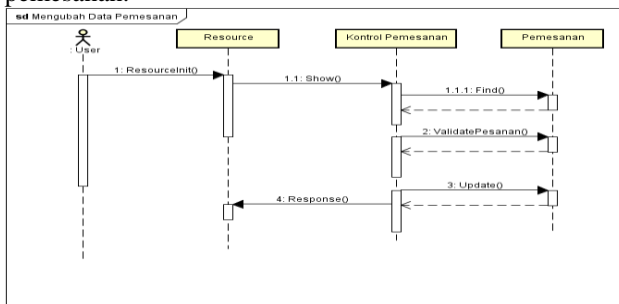 pemesanan.
sd Mengubah Data Pemesanan
: User
Resource
Kontrol Pemesanan
Pemesanan
1: ResourceInit()
1.1: Show()
1.1.1: Find()
2: ValidatePesanan()
3: Update()
4: Response()